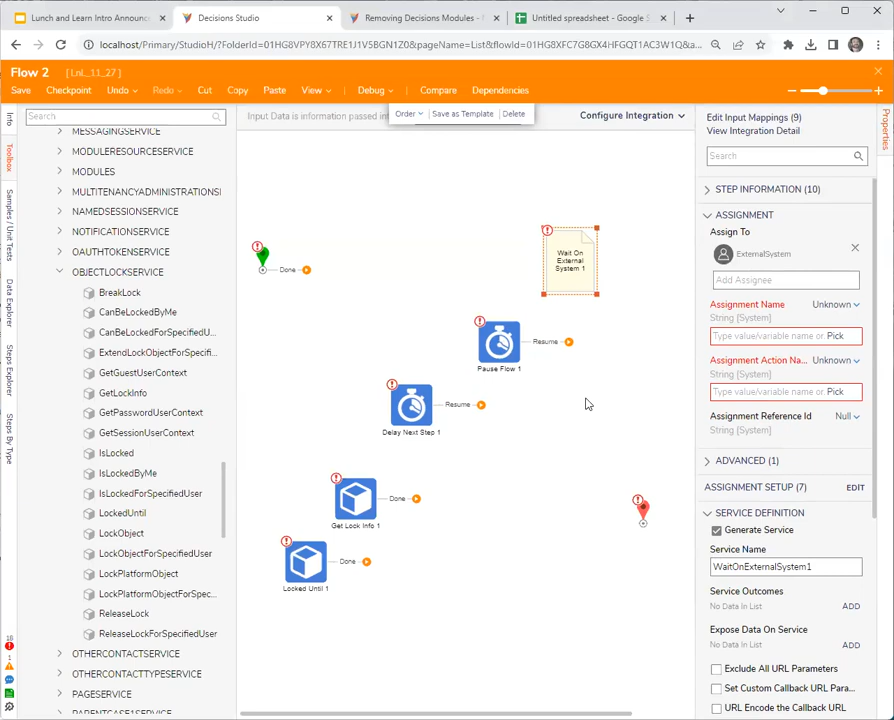 Lunch and Learn Intro Announc
Decisions Studio
Removing Decisions Modules -
Untitled spreadsheet - Google S
localhost/Primary/StudioH/?FolderId=01HG8VPY8X67TRE1J1V5BGN1Z0&pageName=List&flowId=01HG8XFC7G8GX4HFGQT1AC3W1Q&a...
Flow 2 [LnL_11_27]
Save
Checkpoint
Undo
Redo
Cut
Copy
Paste
View
Debug
Compare
Dependencies
Order
Save as Template
Delete
Info
Toolbox
Samples / Unit Tests
Data Explorer
Steps Explorer
Steps By Type
Search
MESSAGINGSERVICE
MODULERESOURCESERVICE
MODULES
MULTITENANCYADMINISTRATIONS
NAMEDSESSIONSERVICE
NOTIFICATIONSERVICE
OAUTHTOKENSERVICE
OBJECTLOCKSERVICE
BreakLock
CanBeLockedByMe
CanBeLockedForSpecifiedU...
ExtendLockObjectForSpecifi...
GetGuestUserContext
GetLockInfo
GetPasswordUserContext
GetSessionUserContext
IsLocked
IsLockedByMe
IsLockedForSpecifiedUser
LockedUntil
LockObject
LockObjectForSpecifiedUser
LockPlatformObject
LockPlatformObjectForSpec...
ReleaseLock
ReleaseLockForSpecifiedUser
OTHERCONTACTSERVICE
OTHERCONTACTTYPESERVICE
PAGESERVICE
PARENTCASE1SERVICE
Input Data is information passed int
Configure Integration
Done
Wait On
External
System 1
Resume
Pause Flow 1
Resume
Delay Next Step 1
Done
Get Lock Info 1
Done
Locked Until 1
Properties
Edit Input Mappings (9)
View Integration Detail
Search
STEP INFORMATION (10)
ASSIGNMENT
Assign To
ExternalSystem
Add Assignee
Assignment Name Unknown
String [System]
Type value/variable name or. Pick
Assignment Action Na... Unknown
String [System]
Type value/variable name or. Pick
Assignment Reference Id Null
String [System]
ADVANCED (1)
ASSIGNMENT SETUP (7) EDIT
SERVICE DEFINITION
Generate Service
Service Name
WaitOnExternalSystem1
Service Outcomes
No Data In List ADD
Expose Data On Service
No Data In List ADD
Exclude All URL Parameters
Set Custom Callback URL Para...
URL Encode the Callback URL